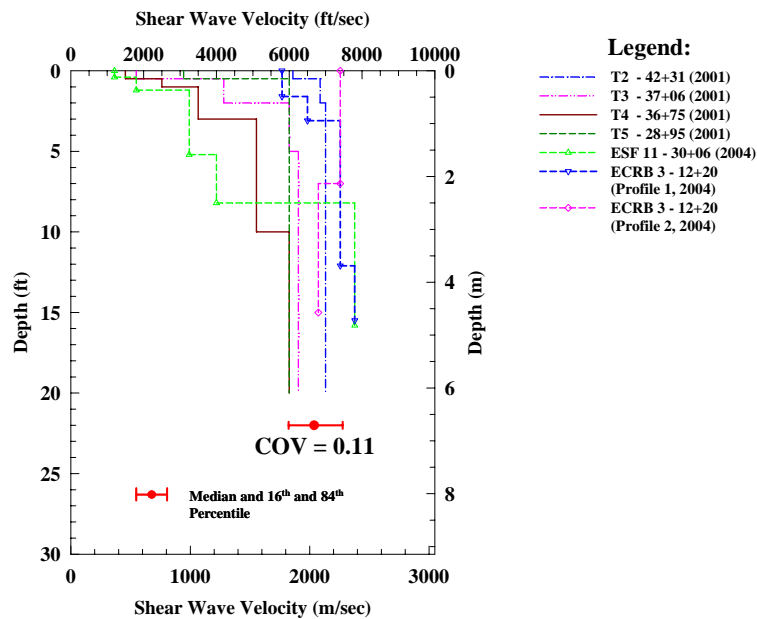 Shear Wave Velocity (ft/sec)
0 2000 4000 6000 8000 10000
Legend:
T2 - 42+31 (2001)
T3 - 37+06 (2001)
T4 - 36+75 (2001)
T5 - 28+95 (2001)
ESF 11 - 30+06 (2004)
ECRB 3 - 12+20
(Profile 1, 2004)
ECRB 3 - 12+20
(Profile 2, 2004)
Depth (ft)
0
5
10
15
20
25
30
Depth (m)
0
2
4
6
8
COV = 0.11
Median and 16th and 84th
Percentile
0 1000 2000 3000
Shear Wave Velocity (m/sec)